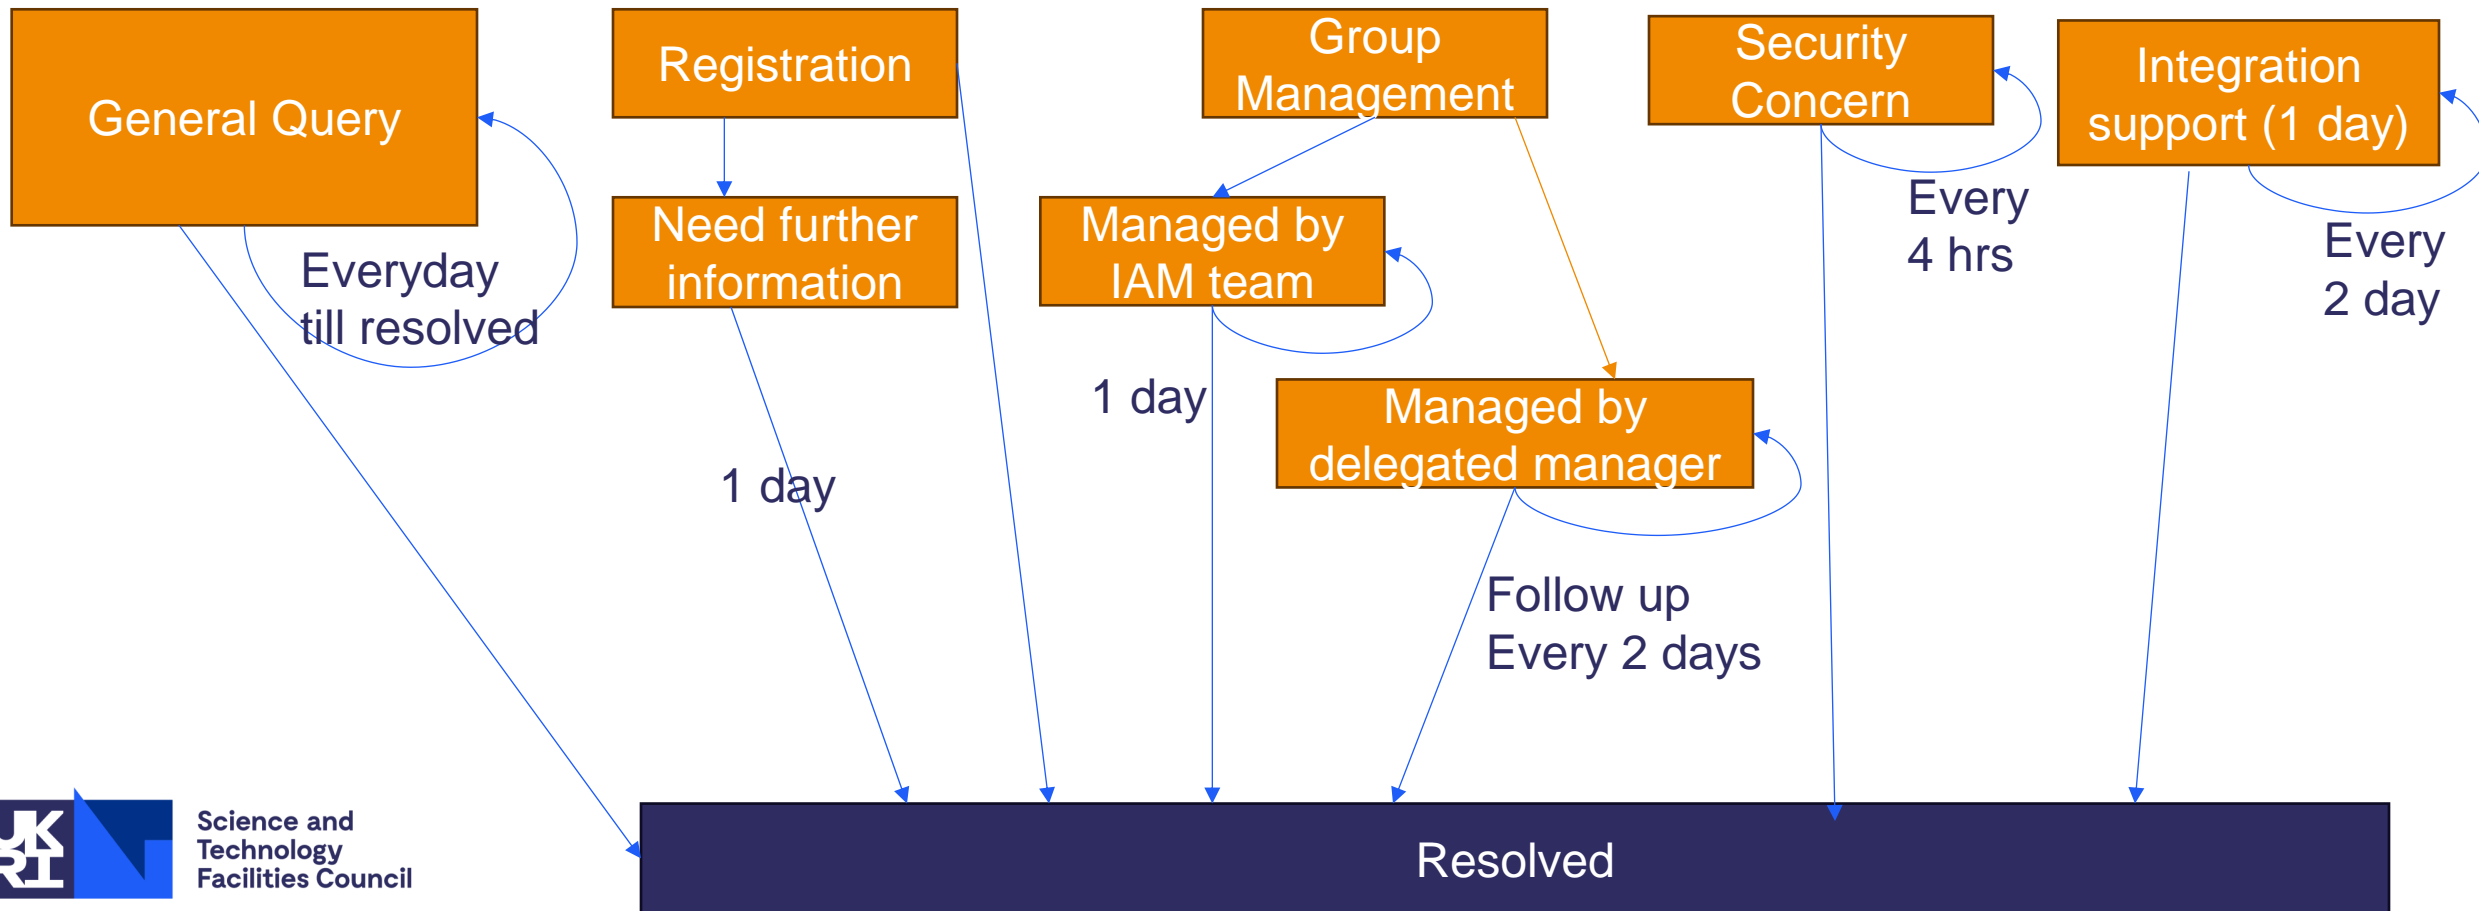 General Query
Registration
Group
Management
Security
Concern
Integration
support (1 day)
Everyday
till resolved
Need further
information
Managed by
IAM team
Every
4 hrs
Every
2 day
1 day
1 day
Managed by
delegated manager
Follow up
Every 2 days
UK
RI
Science and
Technology
Facilities Council
Resolved